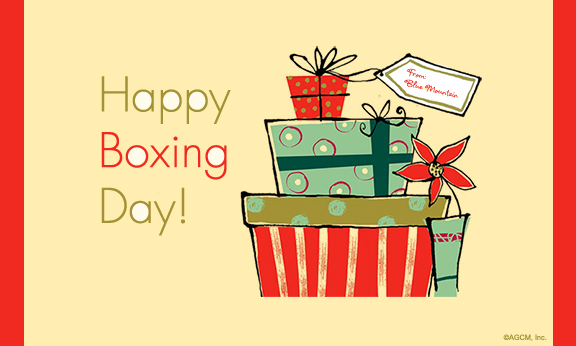 Happy
Boxing
Day!
From:
Blue Mountain
©AGCM, Inc.